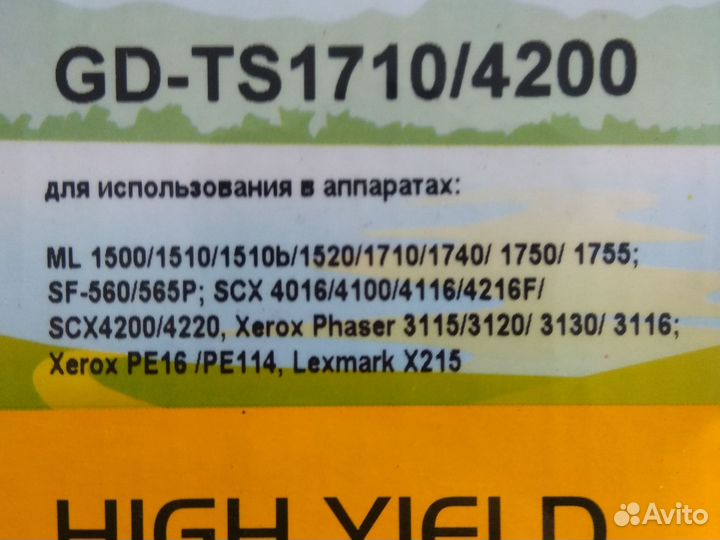 GD-TS1710/4200
для использования в аппаратах:
ML 1500/1510/1510b/1520/1710/1740/ 1750/ 1755;
SF-560/565P; SCX 4016/4100/4116/4216F/
SCX4200/4220, Xerox Phaser 3115/3120/ 3130/ 3116;
Xerox PE16 /PE114, Lexmark X215
HIGH YIELD
Avito